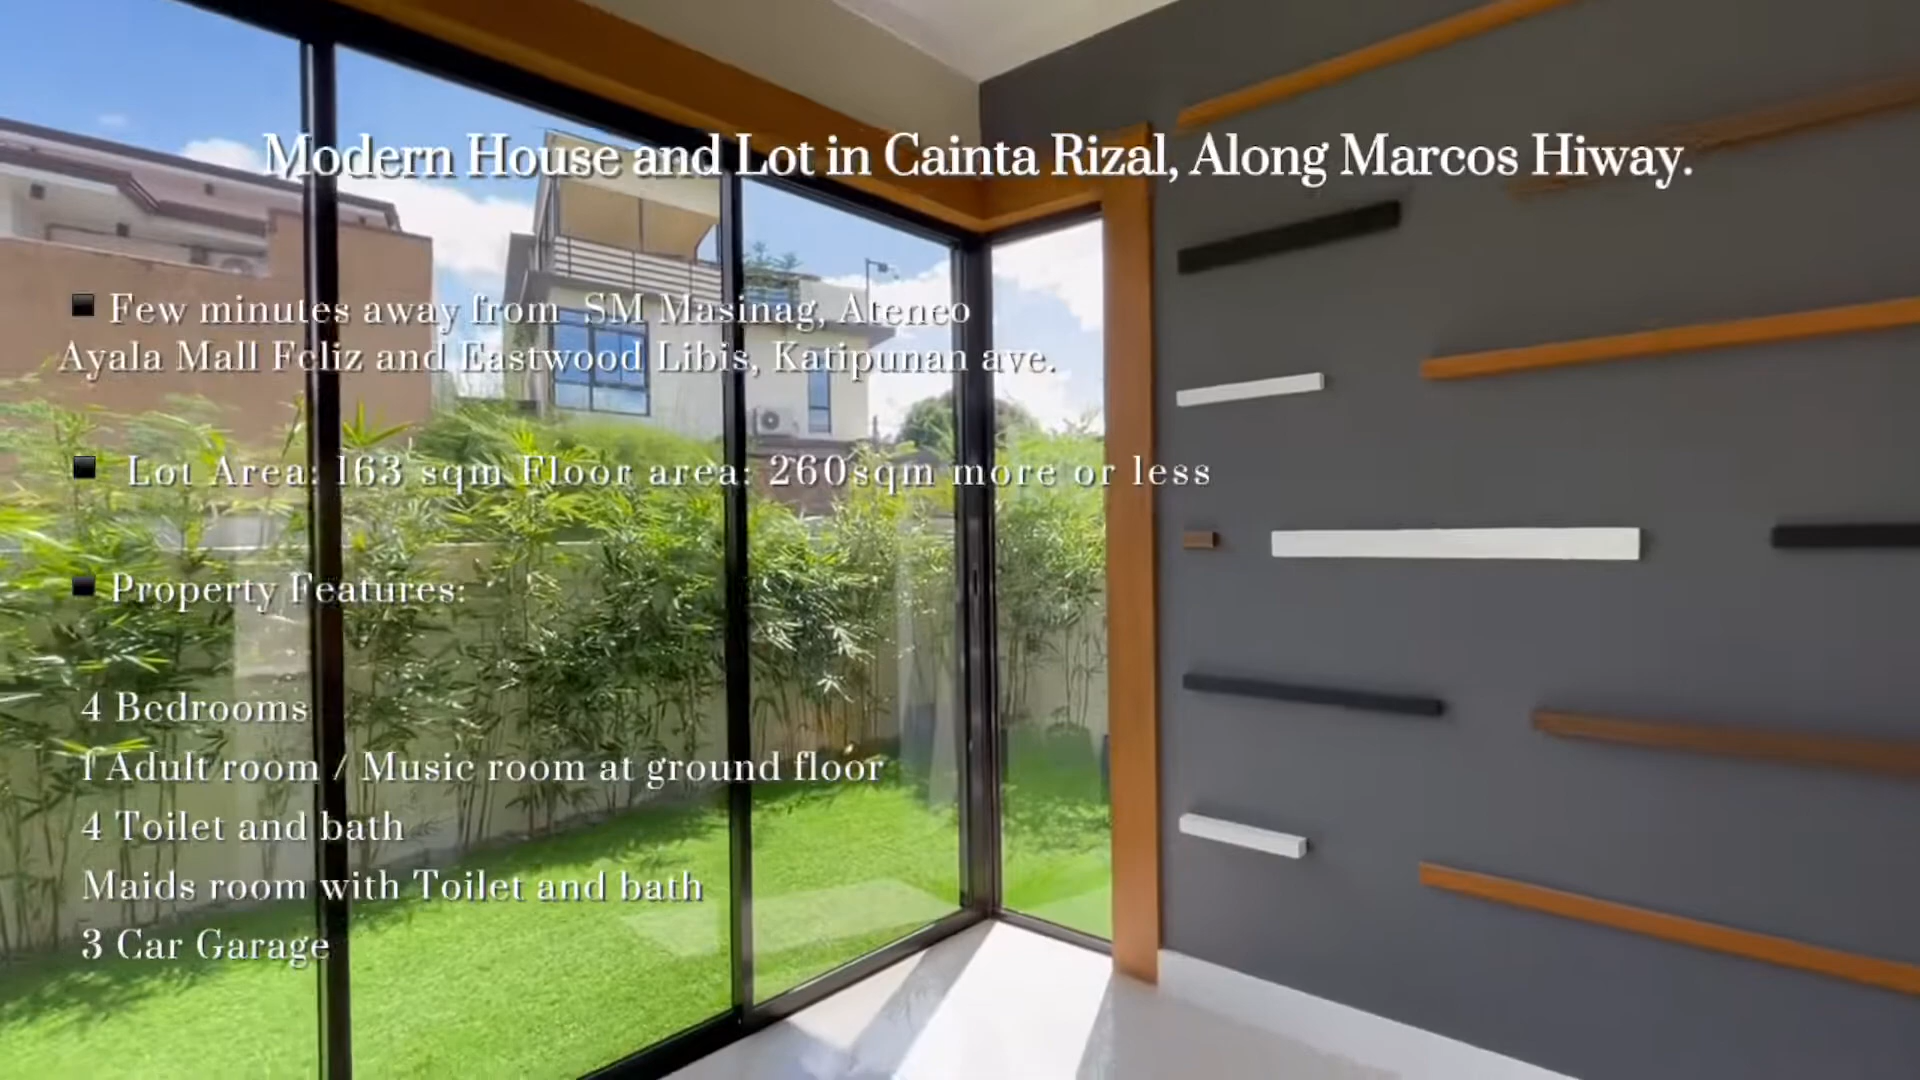 Modern House and Lot in Cainta Rizal, Along Marcos Hiway.
Few minutes away from SM Masinag, Ateneo
Ayala Mall Feliz and Eastwood Libis, Katipunan ave.
Lot Area: 163 sqm Floor area: 260sqm more or less
Property Features:
4 Bedrooms
1 Adult room / Music room at ground floor
4 Toilet and bath
Maids room with Toilet and bath
3 Car Garage